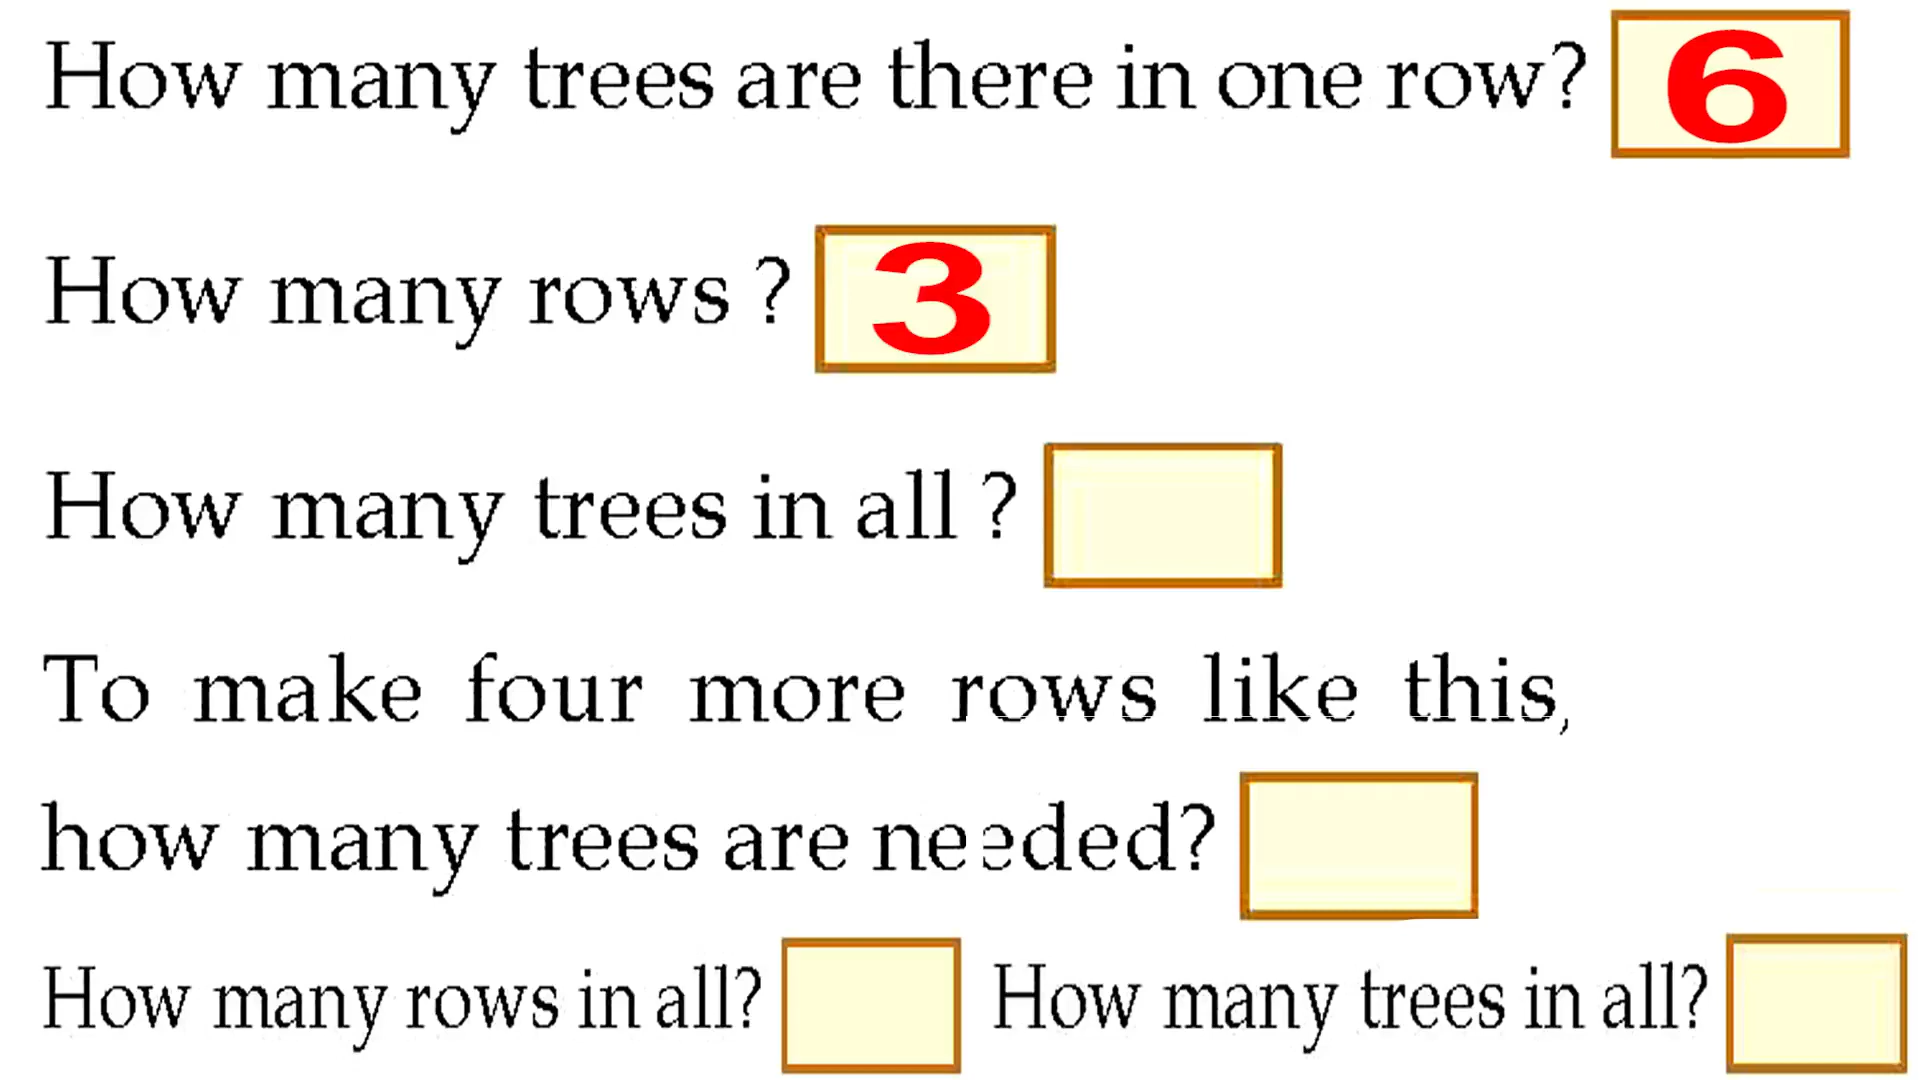 How many trees are there in one row? 6
How many rows ? 3
How many trees in all ?
To make four more rows like this,
how many trees are needed?
How many rows in all? How many trees in all?